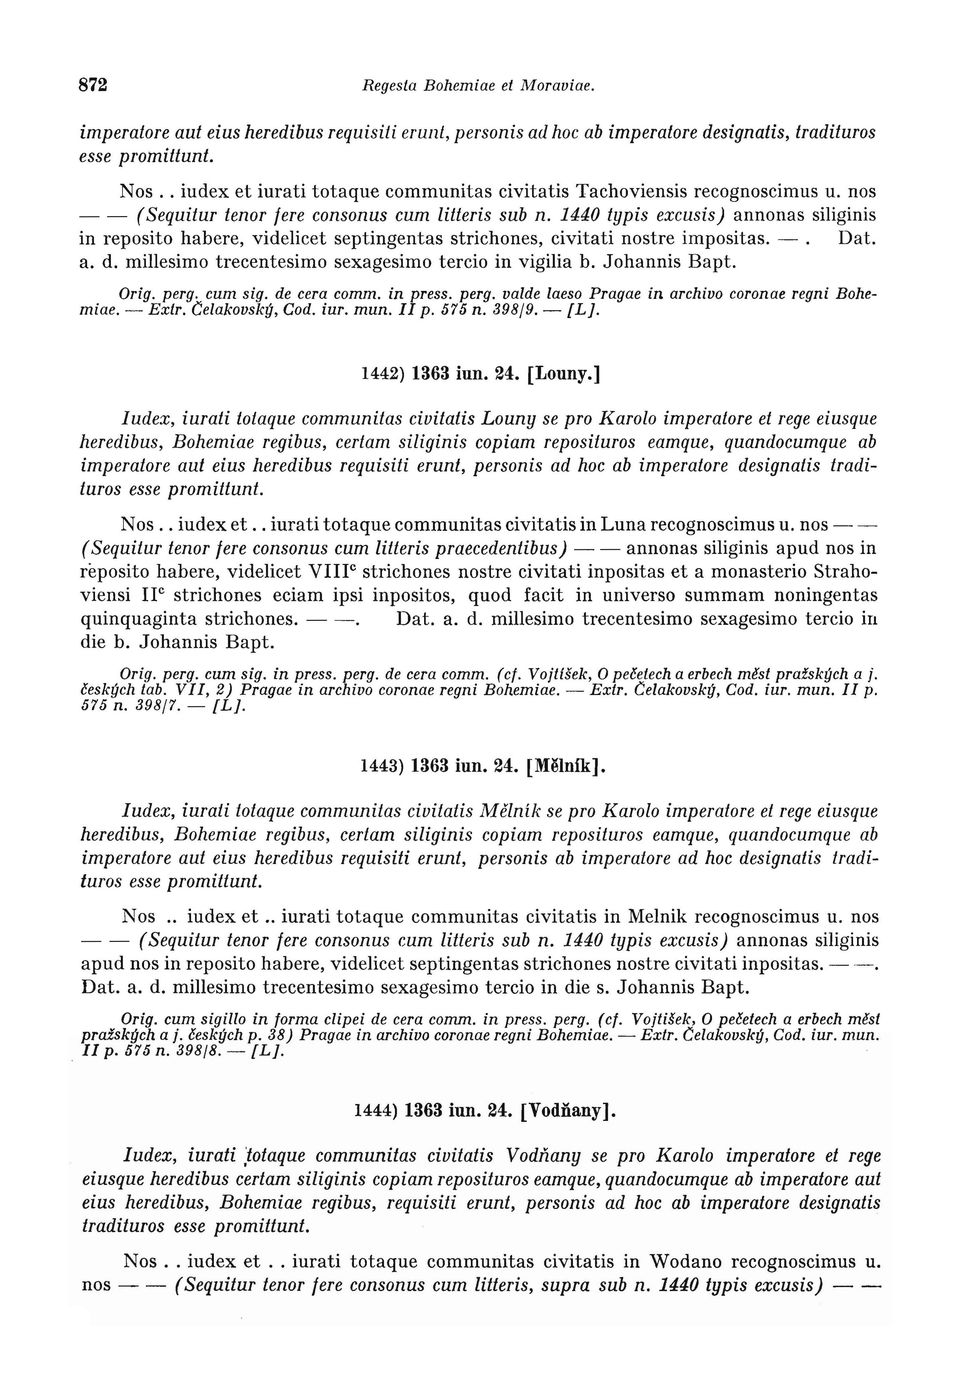 872 Regesta Bohemiae et Moraviae.
imperatore aut eius heredibus requisiti erunt, personis ad hoc ab imperatore designatis, tradituros
esse promittunt.
Nos . . iudex et iurati totaque communitas civitatis Tachoviensis recognoscimus u. nos
— — (Sequitur tenor fere consonus cum litteris sub n. 1440 typis excusis) annonas siliginis
in reposito habere, videlicet septingentas strichones, civitati nostre impositas. — . Dat.
a. d. millesimo trecentesimo sexagesimo tercio in vigilia b. Johannis Bapt.
Orig. perg. cum sig. de cera comm. in press. perg. valde laeso Pragae in archivo coronae regni Bohe-
miae. — Extr. Čelakovský, Cod. iur. mun. II p. 575 n. 398/9. — [L].
1442) 1363 iun. 24. [Louny.]
Iudex, iurati totaque communitas civitatis Louny se pro Karolo imperatore et rege eiusque
heredibus, Bohemiae regibus, certam siliginis copiam reposituros eamque, quandocumque ab
imperatore aut eius heredibus requisiti erunt, personis ad hoc ab imperatore designatis tradi-
turos esse promittunt.
Nos . . iudex et . . iurati totaque communitas civitatis in Luna recognoscimus u. nos — —
(Sequitur tenor fere consonus cum litteris praecedentibus) — — annonas siliginis apud nos in
reposito habere, videlicet VIIIᶜ strichones nostre civitati inpositas et a monasterio Straho-
viensi IIᶜ strichones eciam ipsi inpositos, quod facit in universo summam noningentas
quinquaginta strichones. — —. Dat. a. d. millesimo trecentesimo sexagesimo tercio in
die b. Johannis Bapt.
Orig. perg. cum sig. in press. perg. de cera comm. (cf. Vojtíšek, O pečetech a erbech měst pražských a j.
českých tab. VII, 2) Pragae in archivo coronae regni Bohemiae. — Extr. Čelakovský, Cod. iur. mun. II p.
575 n. 398/7. — [L].
1443) 1363 iun. 24. [Mělník].
Iudex, iurati totaque communitas civitatis Mělník se pro Karolo imperatore et rege eiusque
heredibus, Bohemiae regibus, certam siliginis copiam reposituros eamque, quandocumque ab
imperatore aut eius heredibus requisiti erunt, personis ab imperatore ad hoc designatis tradi-
turos esse promittunt.
Nos .. iudex et .. iurati totaque communitas civitatis in Melnik recognoscimus u. nos
— — (Sequitur tenor fere consonus cum litteris sub n. 1440 typis excusis) annonas siliginis
apud nos in reposito habere, videlicet septingentas strichones nostre civitati inpositas. — —.
Dat. a. d. millesimo trecentesimo sexagesimo tercio in die s. Johannis Bapt.
Orig. cum sigillo in forma clipei de cera comm. in press. perg. (cf. Vojtíšek, O pečetech a erbech měst
pražských a j. českých p. 38) Pragae in archivo coronae regni Bohemiae. — Extr. Čelakovský, Cod. iur. mun.
II p. 575 n. 398/8. — [L].
1444) 1363 iun. 24. [Vodňany].
Iudex, iurati totaque communitas civitatis Vodňany se pro Karolo imperatore et rege
eiusque heredibus certam siliginis copiam reposituros eamque, quandocumque ab imperatore aut
eius heredibus, Bohemiae regibus, requisiti erunt, personis ad hoc ab imperatore designatis
tradituros esse promittunt.
Nos . . iudex et . . iurati totaque communitas civitatis in Wodano recognoscimus u.
nos — — (Sequitur tenor fere consonus cum litteris, supra sub n. 1440 typis excusis) — —